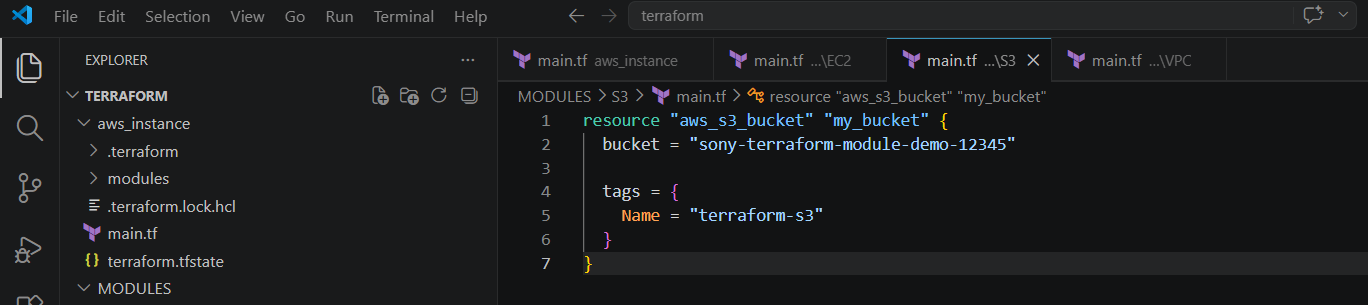 File Edit Selection View Go Run Terminal Help
terraform
EXPLORER
TERRAFORM
aws_instance
.terraform
modules
.terraform.lock.hcl
main.tf
{} terraform.tfstate
MODULES
main.tf aws_instance
main.tf ...\EC2
main.tf ...\S3
main.tf ...\VPC
MODULES > S3 > main.tf > resource "aws_s3_bucket" "my_bucket"
1 resource "aws_s3_bucket" "my_bucket" {
2 bucket = "sony-terraform-module-demo-12345"
3
4 tags = {
5 Name = "terraform-s3"
6 }
7 }